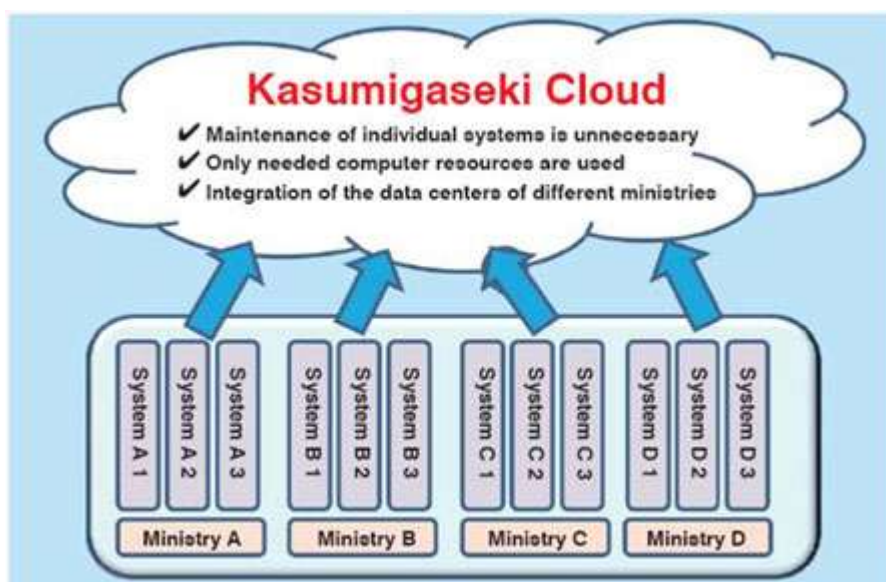 Kasumigaseki Cloud
✔ Maintenance of individual systems is unnecessary
✔ Only needed computer resources are used
✔ Integration of the data centers of different ministries
System A 1
System A 2
System A 3
System B 1
System B 2
System B 3
System C 1
System C 2
System C 3
System D 1
System D 2
System D 3
Ministry A
Ministry B
Ministry C
Ministry D